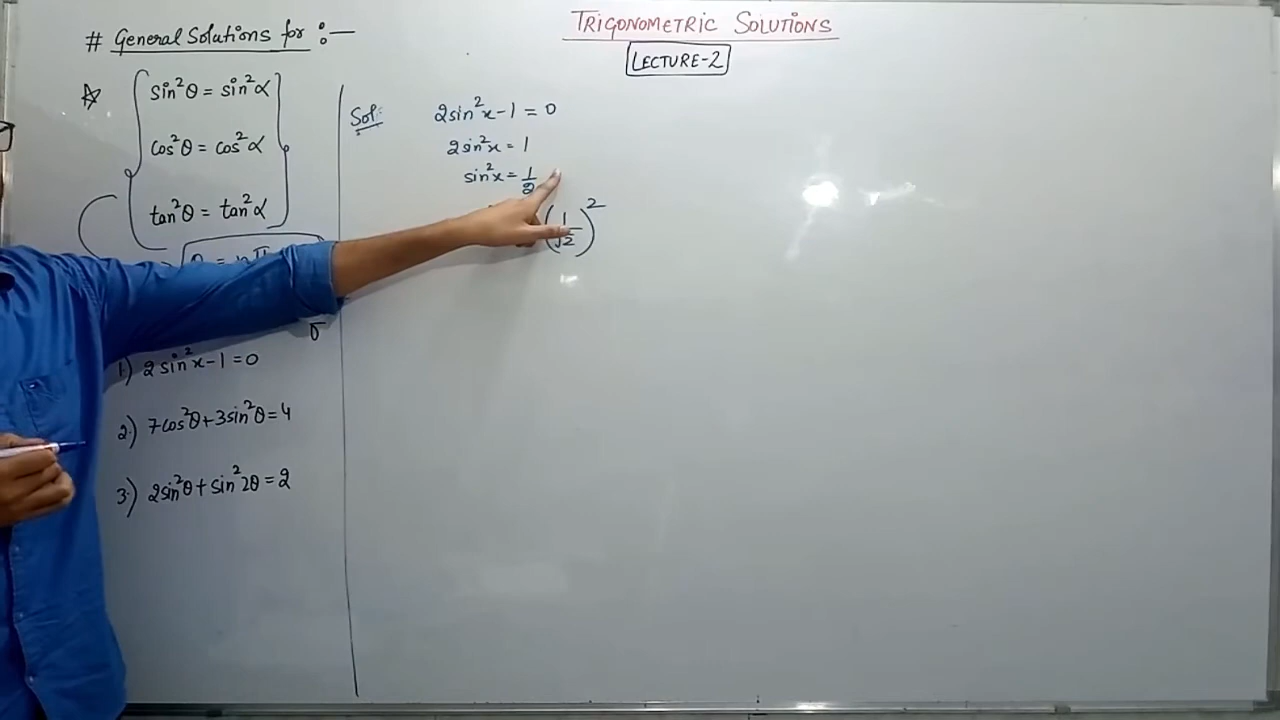 TRIGONOMETRIC SOLUTIONS
LECTURE-2
# General Solutions for :—
sin²θ = sin²α
cos²θ = cos²α
tan²θ = tan²α
1) 2sin²x-1=0
2) 7cos²θ+3sin²θ=4
3) 2sin²θ+sin²2θ=2
Sol:
2sin²x-1=0
2sin²x=1
sin²x=1/2
(1/√2)²